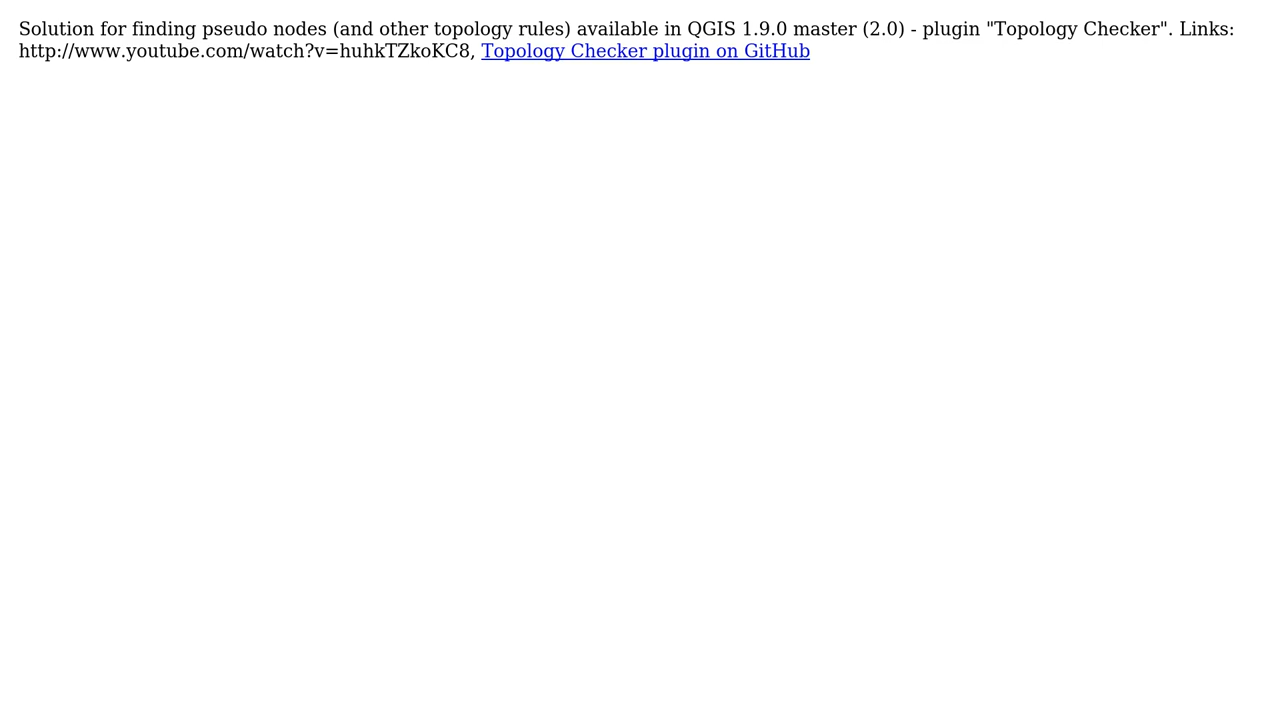 Solution for finding pseudo nodes (and other topology rules) available in QGIS 1.9.0 master (2.0) - plugin "Topology Checker". Links:
http://www.youtube.com/watch?v=huhkTZkoKC8, Topology Checker plugin on GitHub